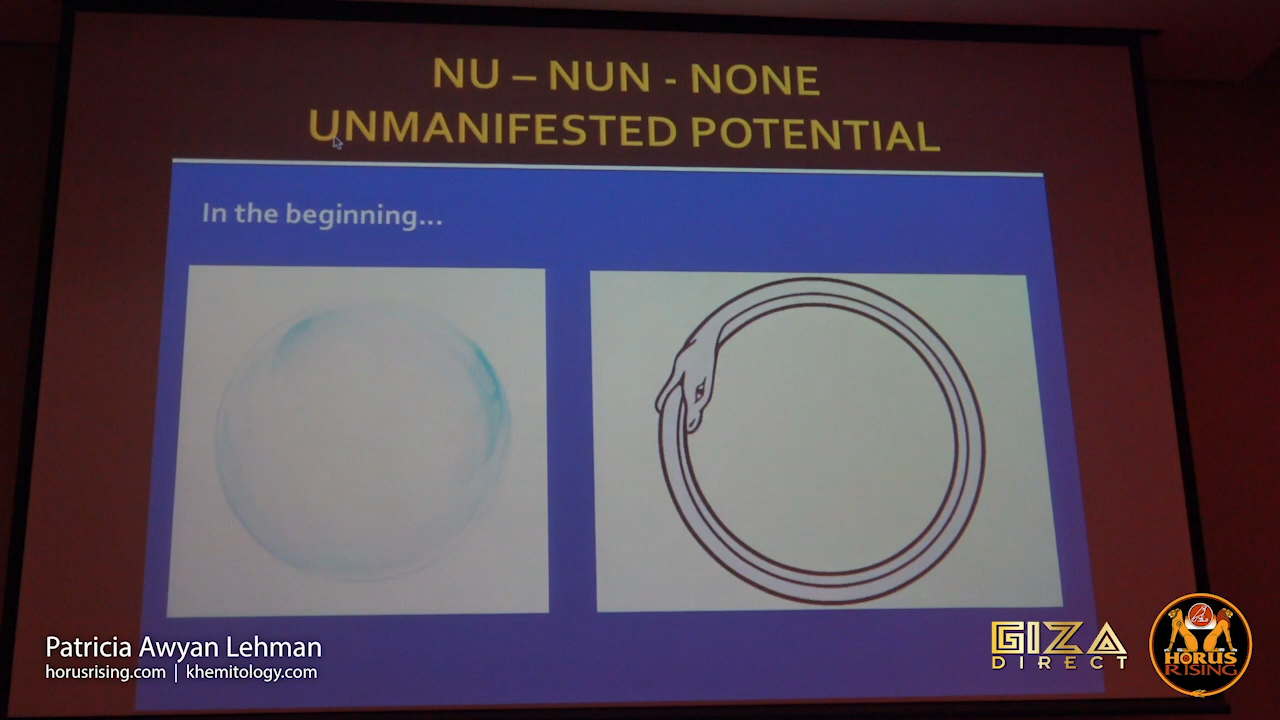 NU – NUN - NONE
UNMANIFESTED POTENTIAL
In the beginning...
Patricia Awyan Lehman
horusrising.com | khemitology.com
GIZA
DIRECT
HORUS
RISING